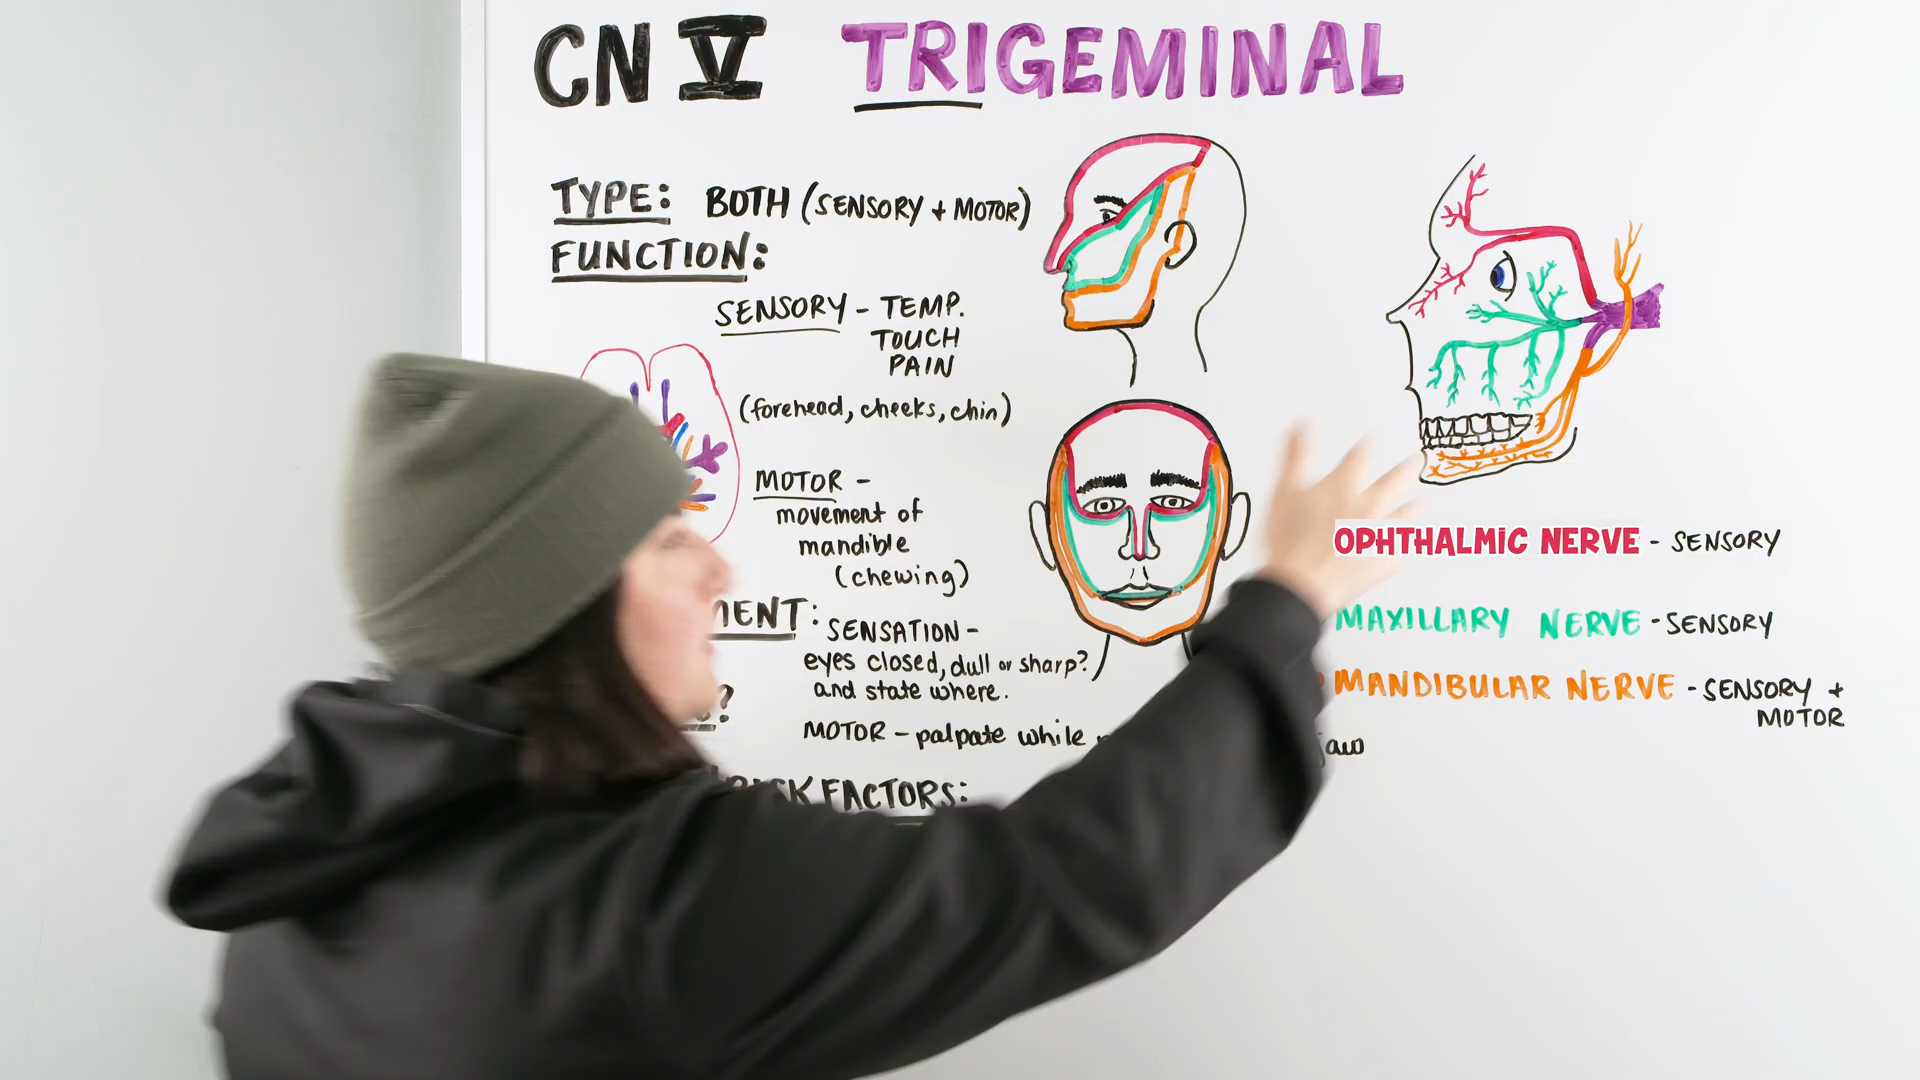 CN V TRIGEMINAL
TYPE: BOTH (SENSORY + MOTOR)
FUNCTION:
SENSORY - TEMP.
TOUCH
PAIN
(forehead, cheeks, chin)
MOTOR -
movement of
mandible
(chewing)
SENSATION -
eyes closed, dull or sharp?
and state where.
MOTOR - palpate while
jaw
FACTORS:
OPHTHALMIC NERVE - SENSORY
MAXILLARY NERVE - SENSORY
MANDIBULAR NERVE - SENSORY +
MOTOR